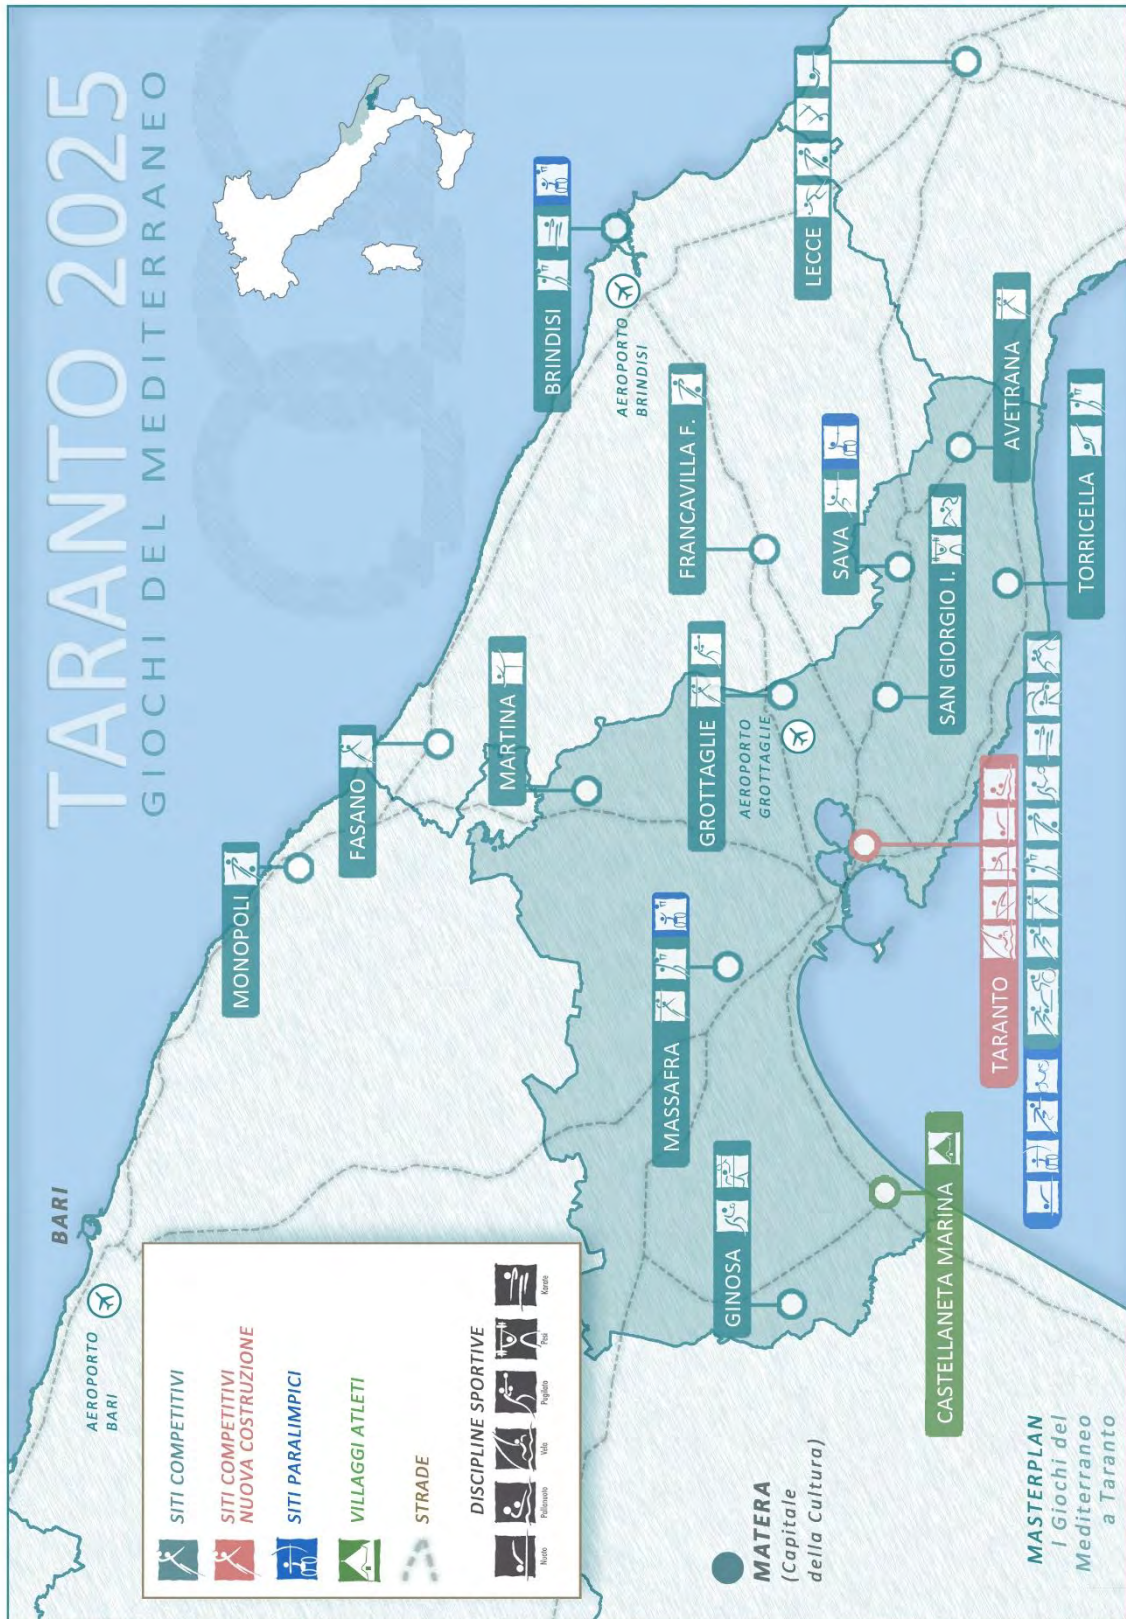 TARANTO 2025
GIOCHI DEL MEDITERRANEO
BARI
AEROPORTO
BARI
MONOPOLI
FASANO
MARTINA
BRINDISI
AEROPORTO
BRINDISI
FRANCAVILLA F.
GROTTAGLIE
AEROPORTO
GROTTAGLIE
SAVA
LECCE
MASSAFRA
GINOSA
SAN GIORGIO I.
AVETRANA
TORRICELLA
TARANTO
CASTELLANETA MARINA
SITI COMPETITIVI
SITI COMPETITIVI
NUOVA COSTRUZIONE
SITI PARALIMPICI
VILLAGGI ATLETI
STRADE
DISCIPLINE SPORTIVE
Nuoto
Pallanuoto
Vela
Pugilato
Pesi
Karate
MATERA
(Capitale
della Cultura)
MASTERPLAN
I Giochi del
Mediterraneo
a Taranto